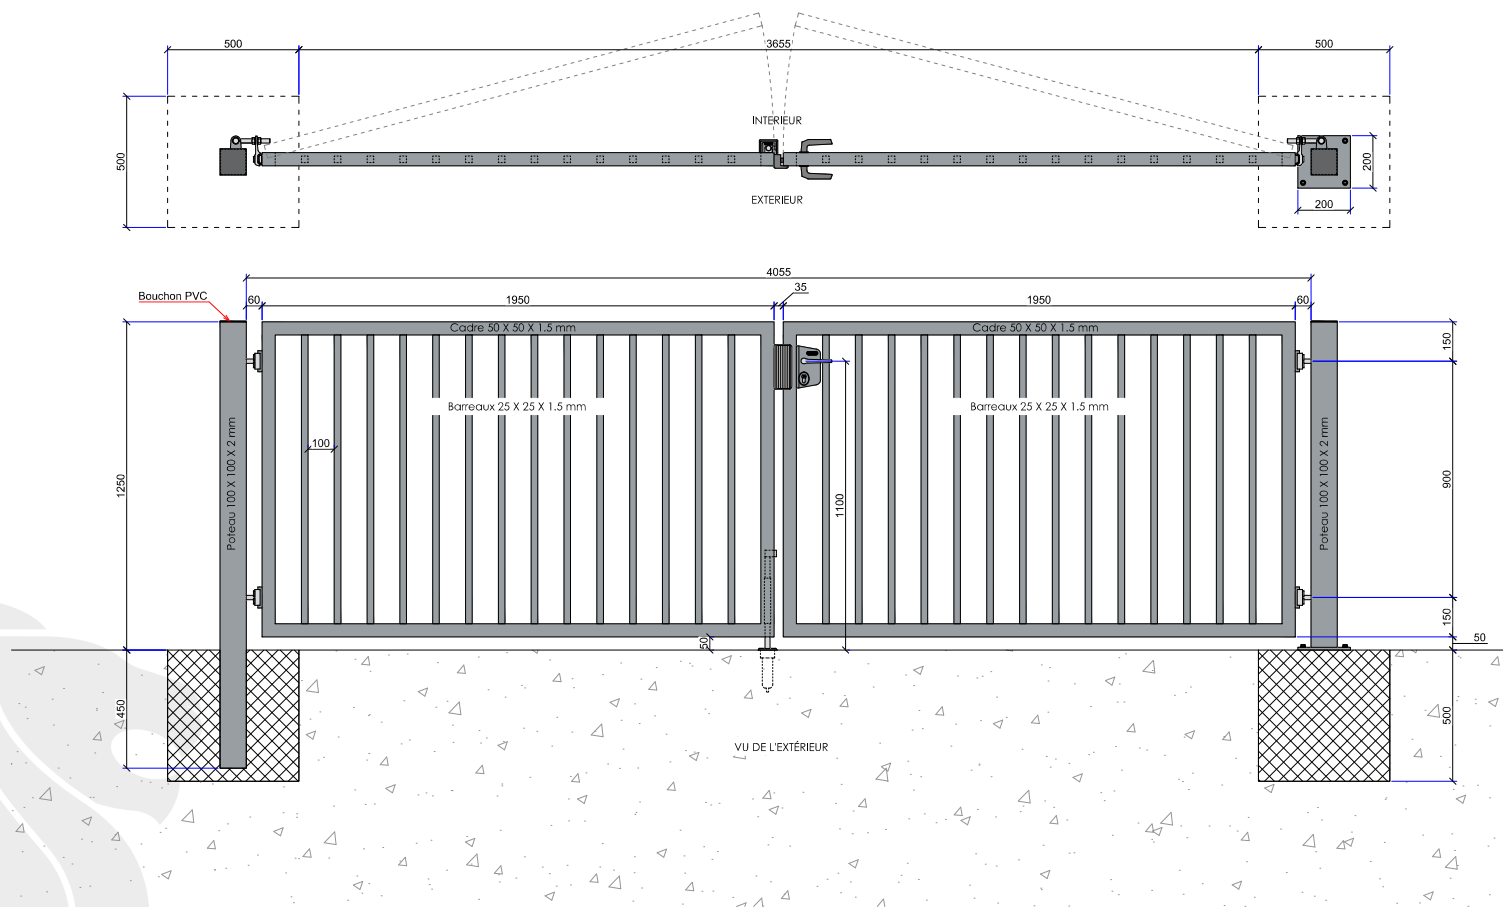 500
3655
500
INTERIEUR
500
200
EXTERIEUR
200
4055
Bouchon PVC
60
1950
35
1950
60
Cadre 50 X 50 X 1.5 mm
Cadre 50 X 50 X 1.5 mm
150
Barreaux 25 X 25 X 1.5 mm
Barreaux 25 X 25 X 1.5 mm
100
1250
Poteau 100 X 100 X 2 mm
1100
Poteau 100 X 100 X 2 mm
900
150
50
50
450
500
VU DE L'EXTÉRIEUR